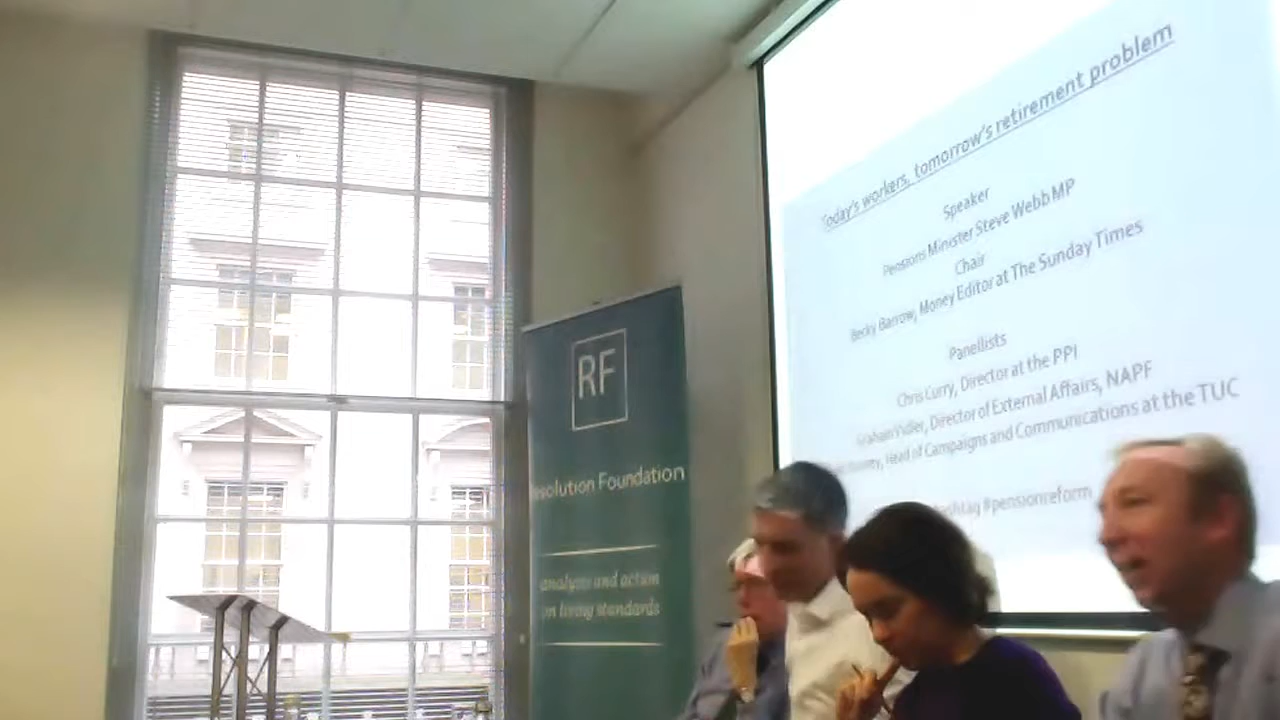 Today's workers, tomorrow's retirement problem
Speaker
Pensions Minister Steve Webb MP
Chair
Becky Barrow, Money Editor at The Sunday Times
Panellists
Chris Curry, Director at the PPI
Graham Vidler, Director of External Affairs, NAPF
Head of Campaigns and Communications at the TUC
#pensionreform
RF
Resolution Foundation
analysis and action
on living standards